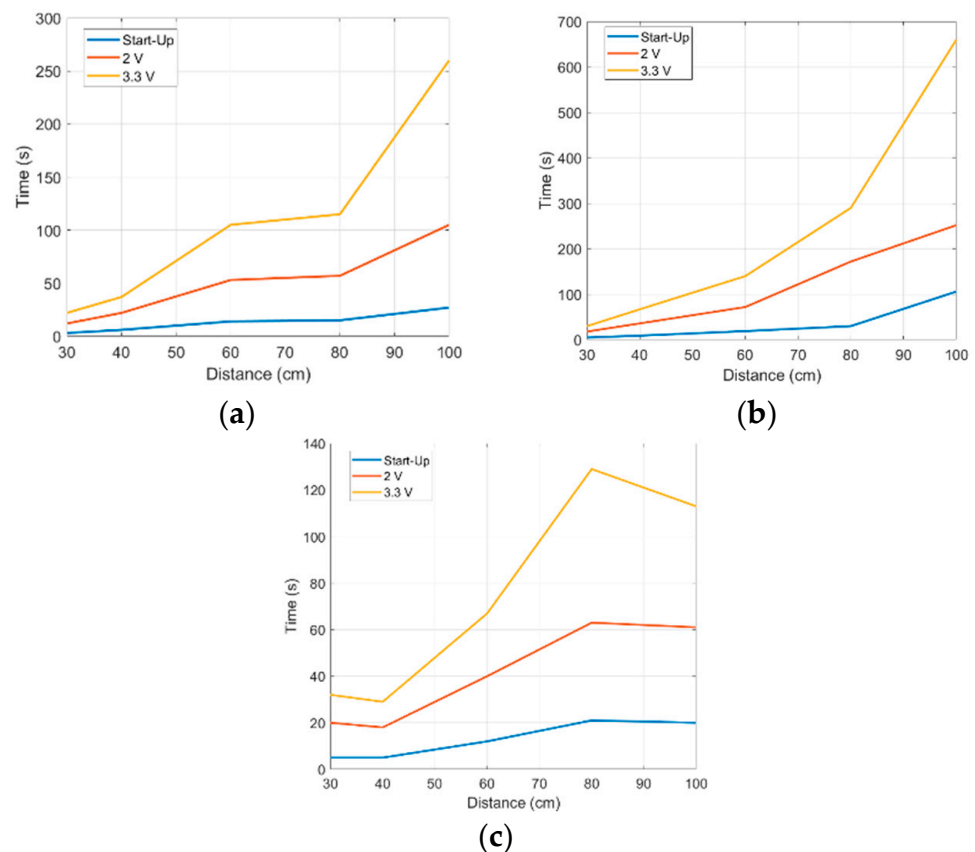 300
250
200
150
100
50
0
Time (s)
Start-Up
2 V
3.3 V
30 40 50 60 70 80 90 100
Distance (cm)
(a)
700
600
500
400
300
200
100
0
Time (s)
Start-Up
2 V
3.3 V
30 40 50 60 70 80 90 100
Distance (cm)
(b)
140
120
100
80
60
40
20
0
Time (s)
Start-Up
2 V
3.3 V
30 40 50 60 70 80 90 100
Distance (cm)
(c)